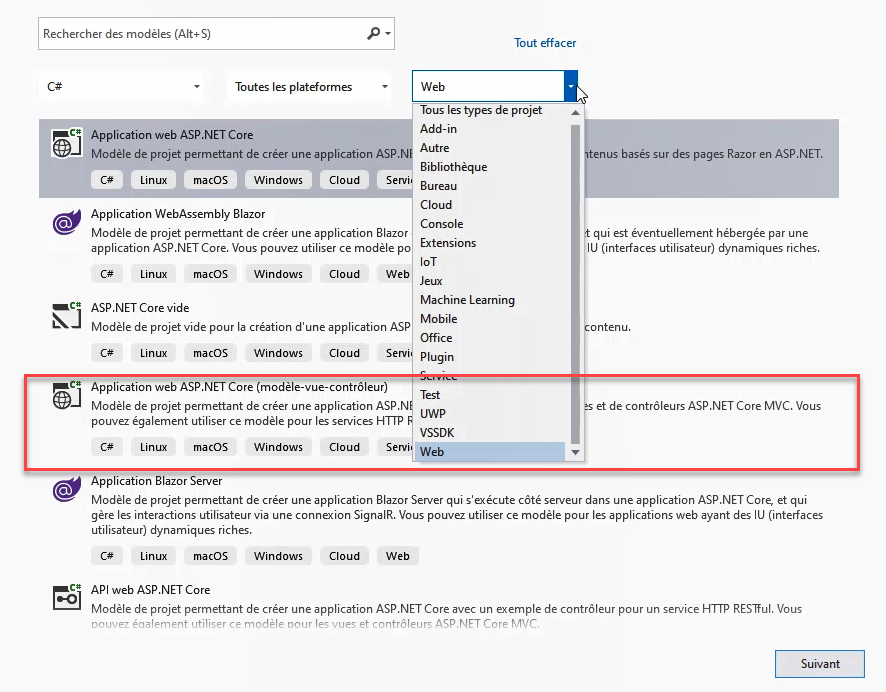 Rechercher des modèles (Alt+S)
Tout effacer
C#
Toutes les plateformes
Web
Tous les types de projet
Add-in
Autre
Bibliothèque
Bureau
Cloud
Console
Extensions
IoT
Jeux
Machine Learning
Mobile
Office
Plugin
Service
Test
UWP
VSSDK
Web
Application web ASP.NET Core
Modèle de projet permettant de créer une application ASP.NE tenus basés sur des pages Razor en ASP.NET.
C# Linux macOS Windows Cloud Servi
Application WebAssembly Blazor
Modèle de projet permettant de créer une application Blazor et qui est éventuellement hébergée par une
application ASP.NET Core. Vous pouvez utiliser ce modèle po IU (interfaces utilisateur) dynamiques riches.
C# Linux macOS Windows Cloud Web
ASP.NET Core vide
Modèle de projet vide pour la création d'une application ASP contenu.
C# Linux macOS Windows Cloud Servi
Application web ASP.NET Core (modèle-vue-contrôleur)
Modèle de projet permettant de créer une application ASP.NE es et de contrôleurs ASP.NET Core MVC. Vous
pouvez également utiliser ce modèle pour les services HTTP R
C# Linux macOS Windows Cloud Servi
Application Blazor Server
Modèle de projet permettant de créer une application Blazor Server qui s'exécute côté serveur dans une application ASP.NET Core, et qui
gère les interactions utilisateur via une connexion SignalR. Vous pouvez utiliser ce modèle pour les applications web ayant des IU (interfaces
utilisateur) dynamiques riches.
C# Linux macOS Windows Cloud Web
API web ASP.NET Core
Modèle de projet permettant de créer une application ASP.NET Core avec un exemple de contrôleur pour un service HTTP RESTful. Vous
pouvez également utiliser ce modèle pour les vues et contrôleurs ASP.NET Core MVC.
Suivant